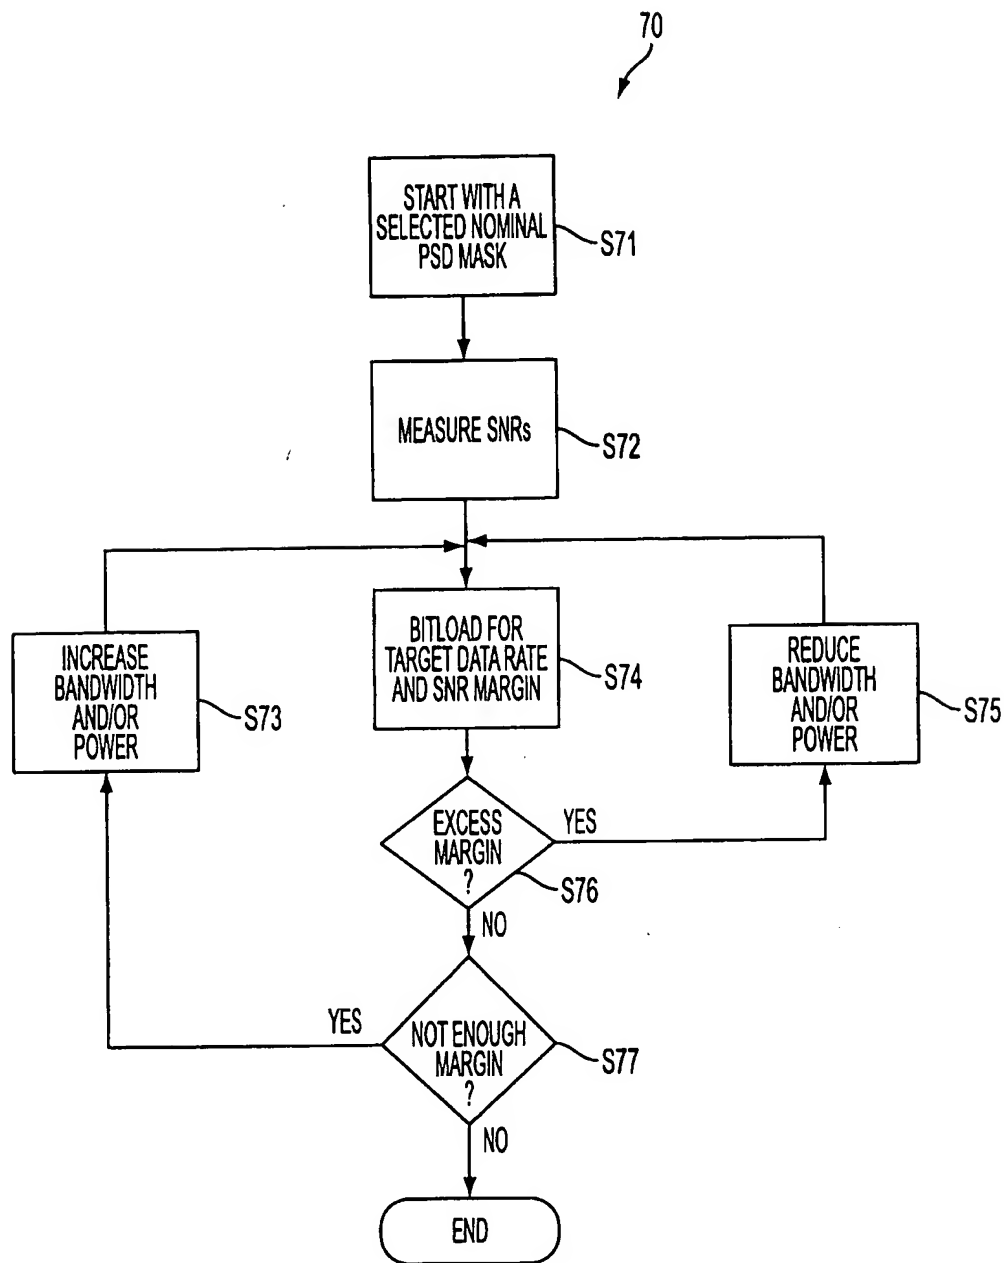 70
START WITH A
SELECTED NOMINAL
PSD MASK
S71
MEASURE SNRs
S72
BITLOAD FOR
TARGET DATA RATE
AND SNR MARGIN
S74
INCREASE
BANDWIDTH
AND/OR
POWER
S73
REDUCE
BANDWIDTH
AND/OR
POWER
S75
EXCESS
MARGIN
?
YES
S76
NO
YES
NOT ENOUGH
MARGIN
?
S77
NO
END